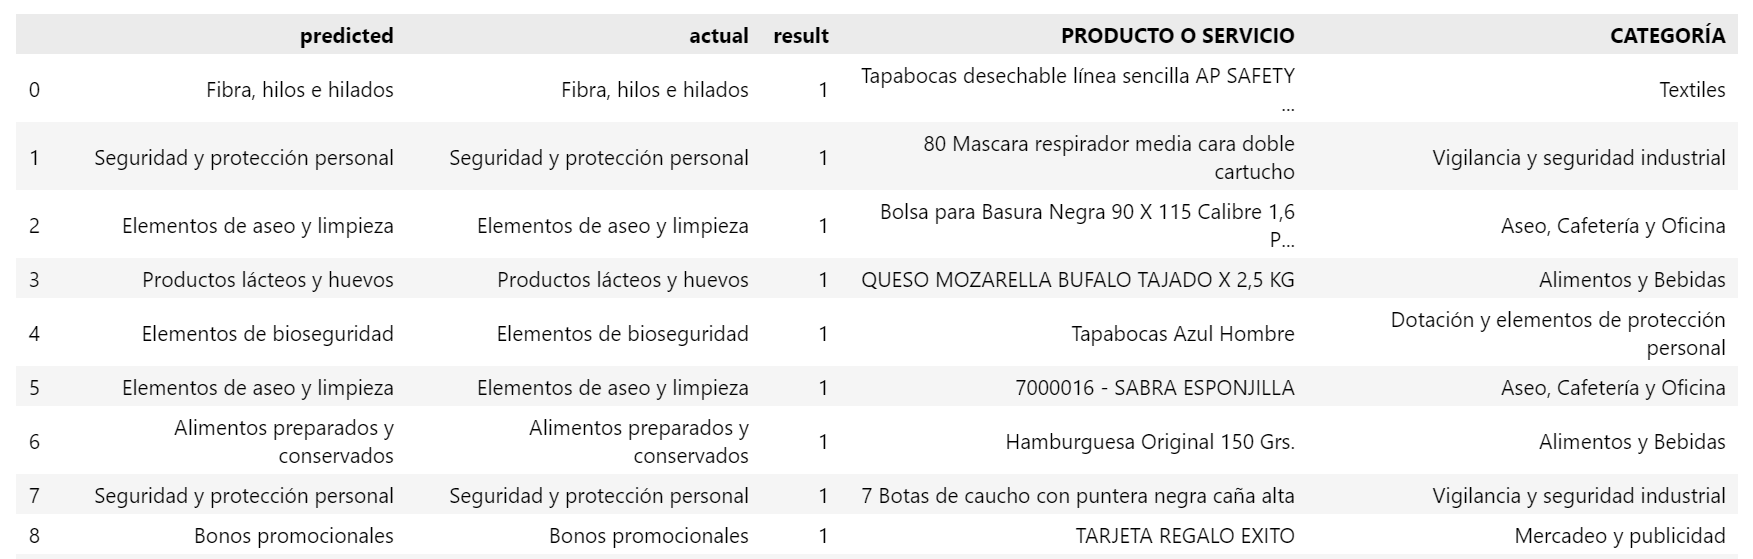 predicted actual result PRODUCTO O SERVICIO CATEGORÍA
0 Fibra, hilos e hilados Fibra, hilos e hilados 1 Tapabocas desechable línea sencilla AP SAFETY ... Textiles
1 Seguridad y protección personal Seguridad y protección personal 1 80 Mascara respirador media cara doble cartucho Vigilancia y seguridad industrial
2 Elementos de aseo y limpieza Elementos de aseo y limpieza 1 Bolsa para Basura Negra 90 X 115 Calibre 1,6 P... Aseo, Cafetería y Oficina
3 Productos lácteos y huevos Productos lácteos y huevos 1 QUESO MOZARELLA BUFALO TAJADO X 2,5 KG Alimentos y Bebidas
4 Elementos de bioseguridad Elementos de bioseguridad 1 Tapabocas Azul Hombre Dotación y elementos de protección personal
5 Elementos de aseo y limpieza Elementos de aseo y limpieza 1 7000016 - SABRA ESPONJILLA Aseo, Cafetería y Oficina
6 Alimentos preparados y conservados Alimentos preparados y conservados 1 Hamburguesa Original 150 Grs. Alimentos y Bebidas
7 Seguridad y protección personal Seguridad y protección personal 1 7 Botas de caucho con puntera negra caña alta Vigilancia y seguridad industrial
8 Bonos promocionales Bonos promocionales 1 TARJETA REGALO EXITO Mercadeo y publicidad